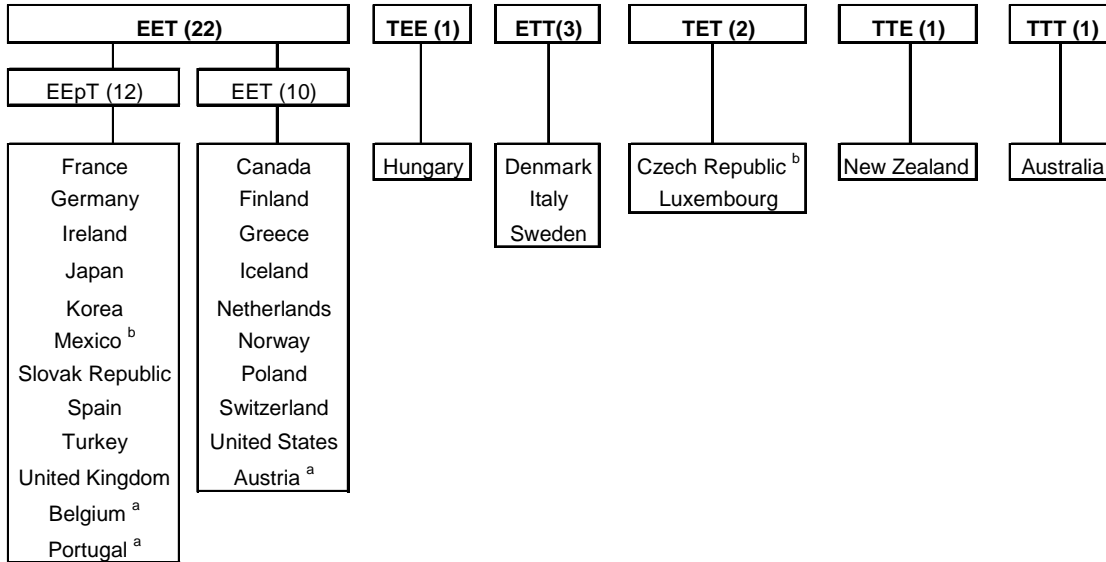 EET (22)
TEE (1)
ETT(3)
TET (2)
TTE (1)
TTT (1)
EEpT (12)
EET (10)
France
Germany
Ireland
Japan
Korea
Mexico b
Slovak Republic
Spain
Turkey
United Kingdom
Belgium a
Portugal a
Canada
Finland
Greece
Iceland
Netherlands
Norway
Poland
Switzerland
United States
Austria a
Hungary
Denmark
Italy
Sweden
Czech Republic b
Luxembourg
New Zealand
Australia